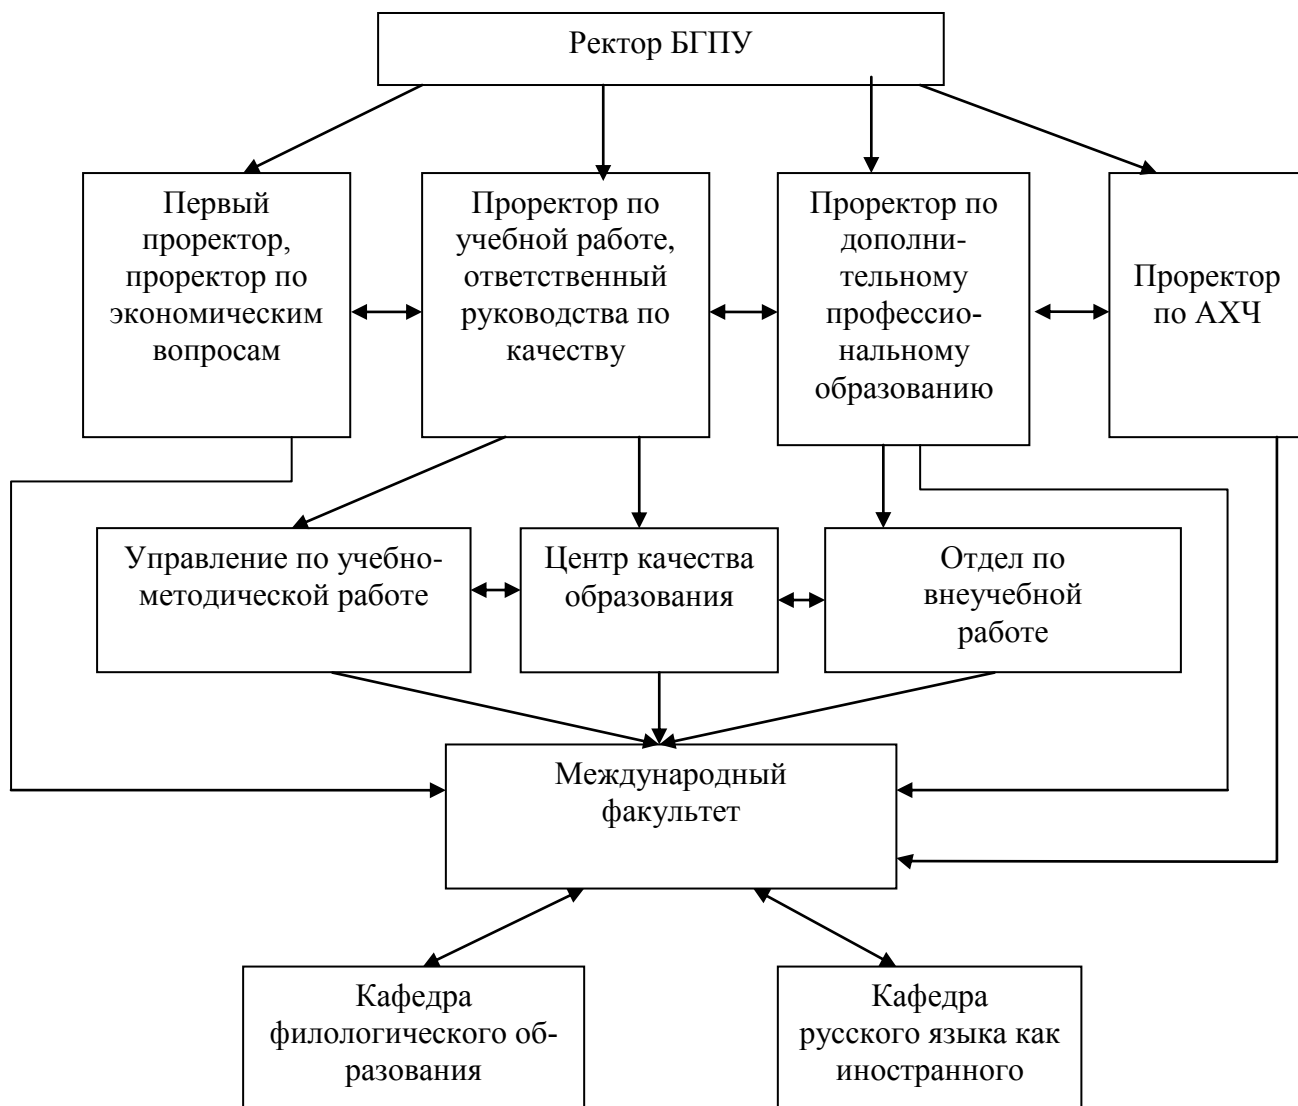 Ректор БГПУ
Первый
проректор,
проректор по
экономическим
вопросам
Проректор по
учебной работе,
ответственный
руководства по
качеству
Проректор по
дополни-
тельному
профессио-
нальному
образованию
Проректор
по АХЧ
Управление по учебно-
методической работе
Центр качества
образования
Отдел по
внеучебной
работе
Международный
факультет
Кафедра
филологического об-
разования
Кафедра
русского языка как
иностранного